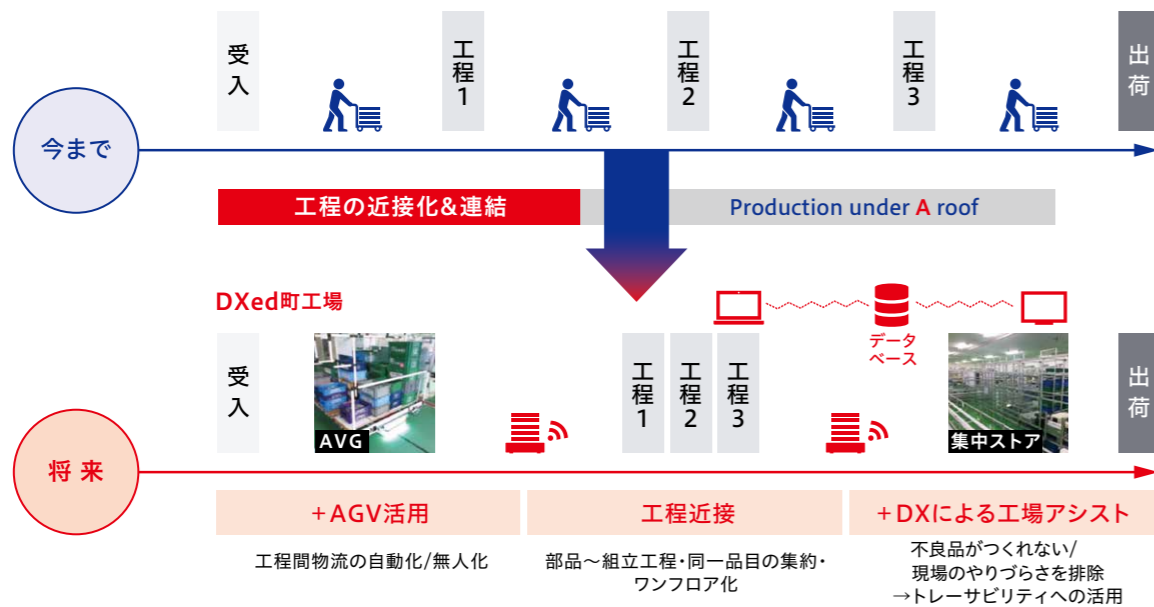 受入
工程1
工程2
工程3
出荷
今まで
工程の近接化&連結
Production under A roof
DXed町工場
データ
ベース
受入
AVG
工程1
工程2
工程3
集中ストア
出荷
将来
+AGV活用
工程近接
+DXによる工場アシスト
工程間物流の自動化/無人化
部品〜組立工程・同一品目の集約・
ワンフロア化
不良品がつくれない/
現場のやりづらさを排除
→トレーサビリティへの活用